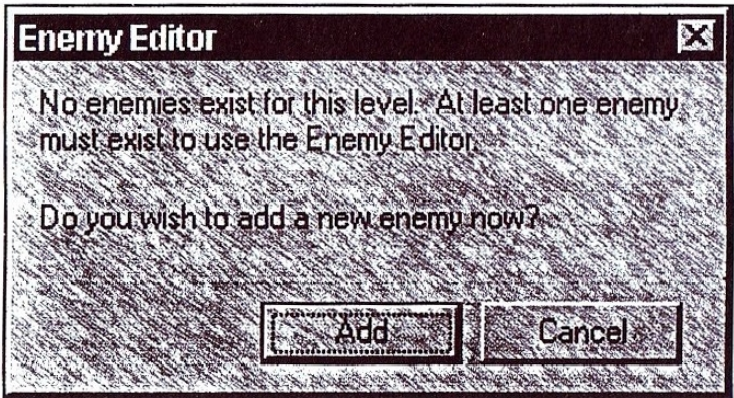 Enemy Editor
No enemies exist for this level. At least one enemy
must exist to use the Enemy Editor.
Do you wish to add a new enemy now?
Add
Cancel